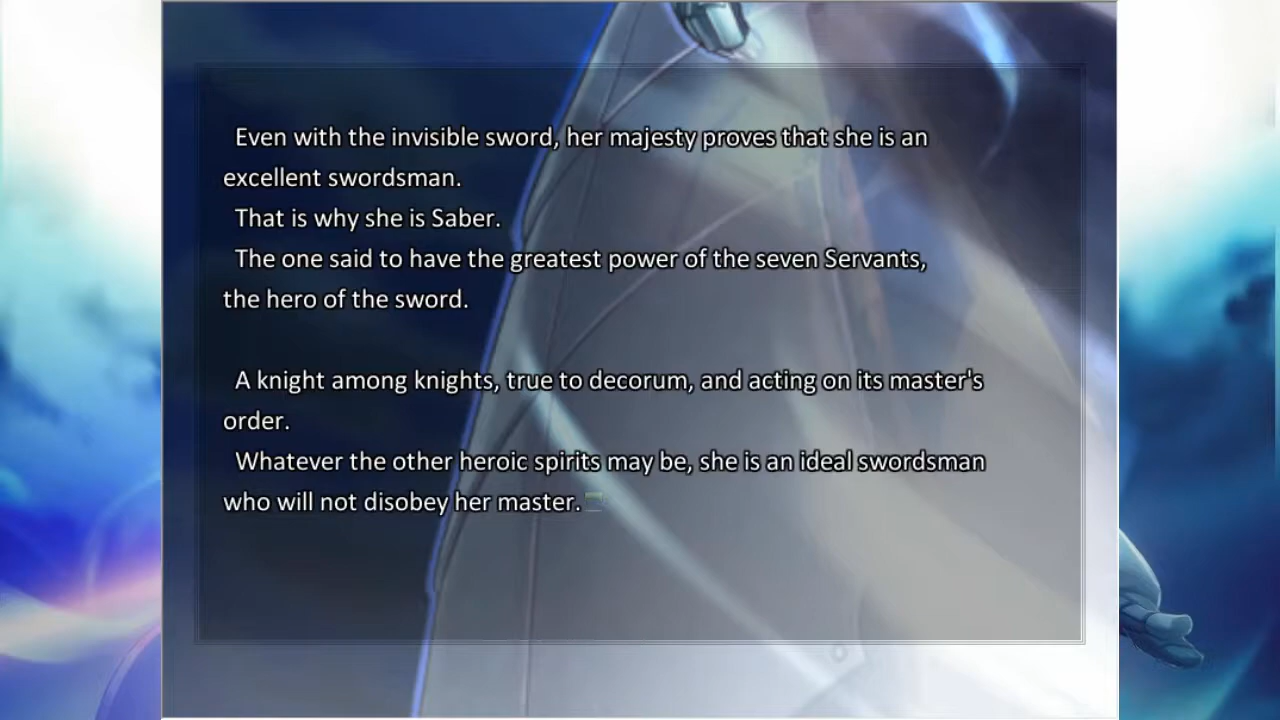 Even with the invisible sword, her majesty proves that she is an
excellent swordsman.
That is why she is Saber.
The one said to have the greatest power of the seven Servants,
the hero of the sword.
A knight among knights, true to decorum, and acting on its master's
order.
Whatever the other heroic spirits may be, she is an ideal swordsman
who will not disobey her master.